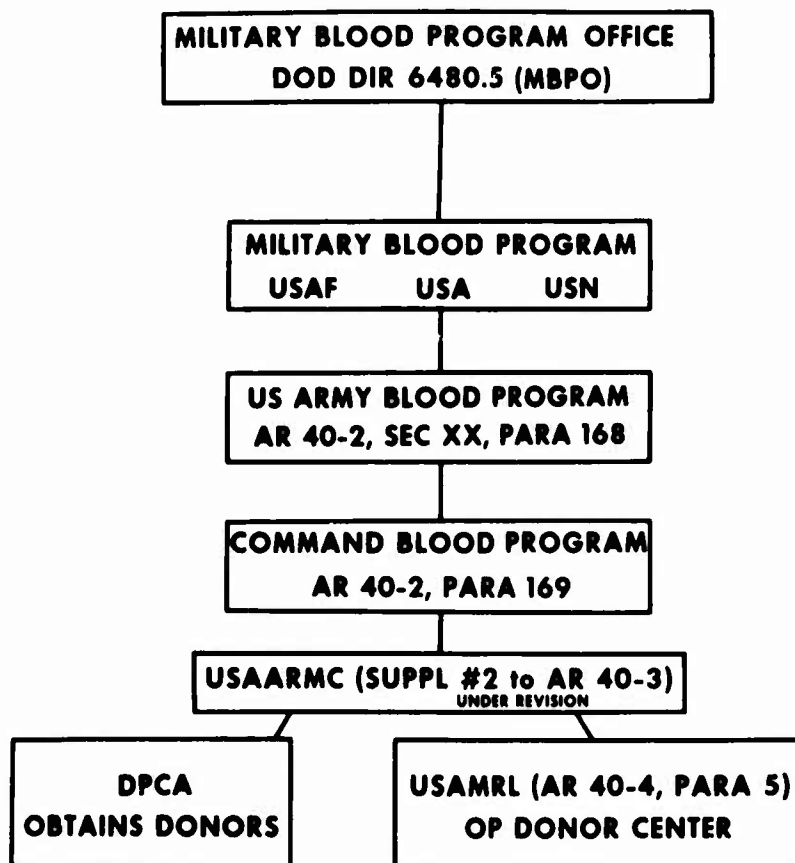 MILITARY BLOOD PROGRAM OFFICE
DOD DIR 6480.5 (MBPO)
MILITARY BLOOD PROGRAM
USAF USA USN
US ARMY BLOOD PROGRAM
AR 40-2, SEC XX, PARA 168
COMMAND BLOOD PROGRAM
AR 40-2, PARA 169
USAARMC (SUPPL #2 to AR 40-3)
UNDER REVISION
DPCA
OBTAINS DONORS
USAMRL (AR 40-4, PARA 5)
OP DONOR CENTER